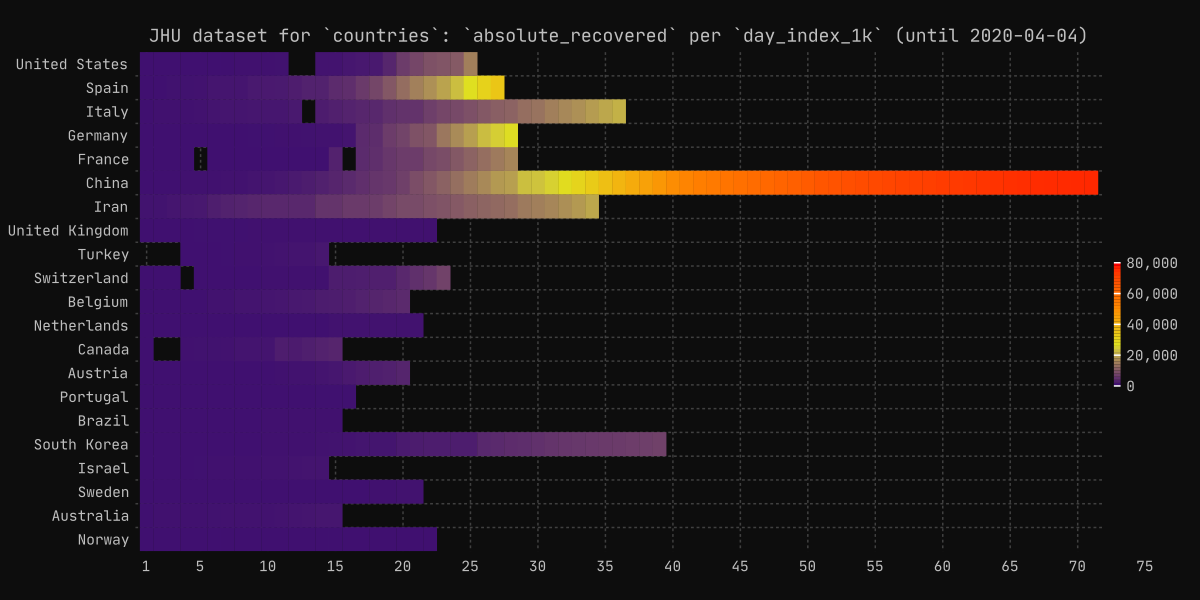 JHU dataset for `countries`: `absolute_recovered` per `day_index_1k` (until 2020-04-04)
United States
Spain
Italy
Germany
France
China
Iran
United Kingdom
Turkey
Switzerland
Belgium
Netherlands
Canada
Austria
Portugal
Brazil
South Korea
Israel
Sweden
Australia
Norway
80,000
60,000
40,000
20,000
0
1 5 10 15 20 25 30 35 40 45 50 55 60 65 70 75